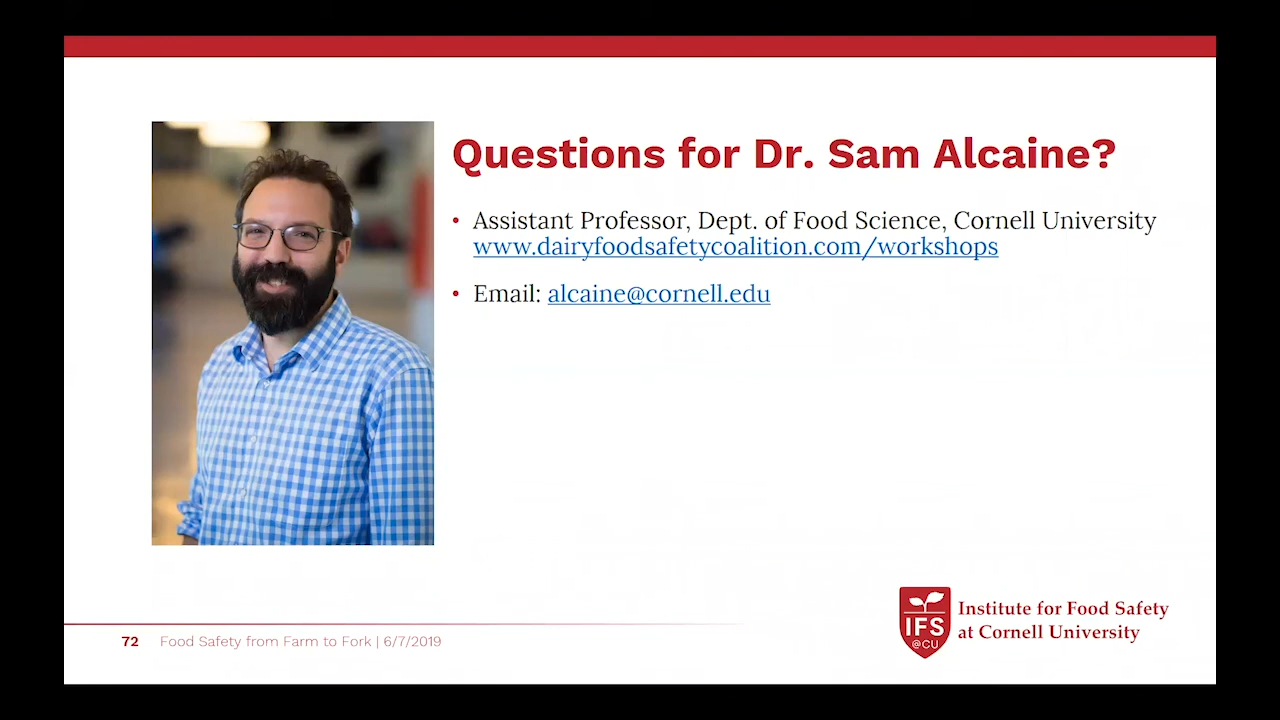 Questions for Dr. Sam Alcaine?
• Assistant Professor, Dept. of Food Science, Cornell University
www.dairyfoodsafetycoalition.com/workshops
• Email: alcaine@cornell.edu
IFS
@CU
Institute for Food Safety
at Cornell University
72 Food Safety from Farm to Fork | 6/7/2019